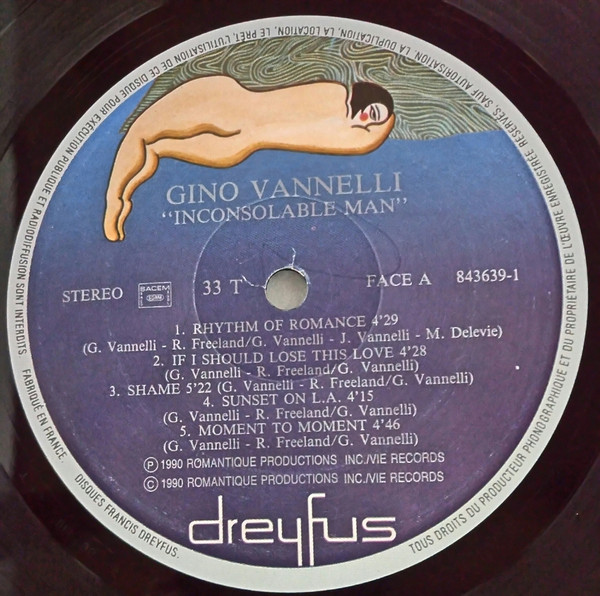 GINO VANNELLI
“INCONSOLABLE MAN”
STEREO
SACEM
33 T
FACE A
843639-1
1. RHYTHM OF ROMANCE 4'29
(G. Vannelli - R. Freeland/G. Vannelli - J. Vannelli - M. Delevie)
2. IF I SHOULD LOSE THIS LOVE 4'28
(G. Vannelli - R. Freeland/G. Vannelli)
3. SHAME 5'22 (G. Vannelli - R. Freeland/G. Vannelli)
4. SUNSET ON L.A. 4'15
(G. Vannelli - R. Freeland/G. Vannelli)
5. MOMENT TO MOMENT 4'46
(G. Vannelli - R. Freeland/G. Vannelli)
Ⓟ 1990 ROMANTIQUE PRODUCTIONS INC./VIE RECORDS
© 1990 ROMANTIQUE PRODUCTIONS INC./VIE RECORDS
dreyfus
DISQUES FRANCIS DREYFUS.
TOUS DROITS DU PRODUCTEUR PHONOGRAPHIQUE ET DU PROPRIETAIRE DE L'ŒUVRE ENREGISTREE RESERVES. SAUF AUTORISATION, LA DUPLICATION, LA LOCATION, LE PRET, L'UTILISATION DE CE DISQUE POUR EXÉCUTION PUBLIQUE ET RADIODIFFUSION SONT INTERDITS.
FABRIQUÉ EN FRANCE.